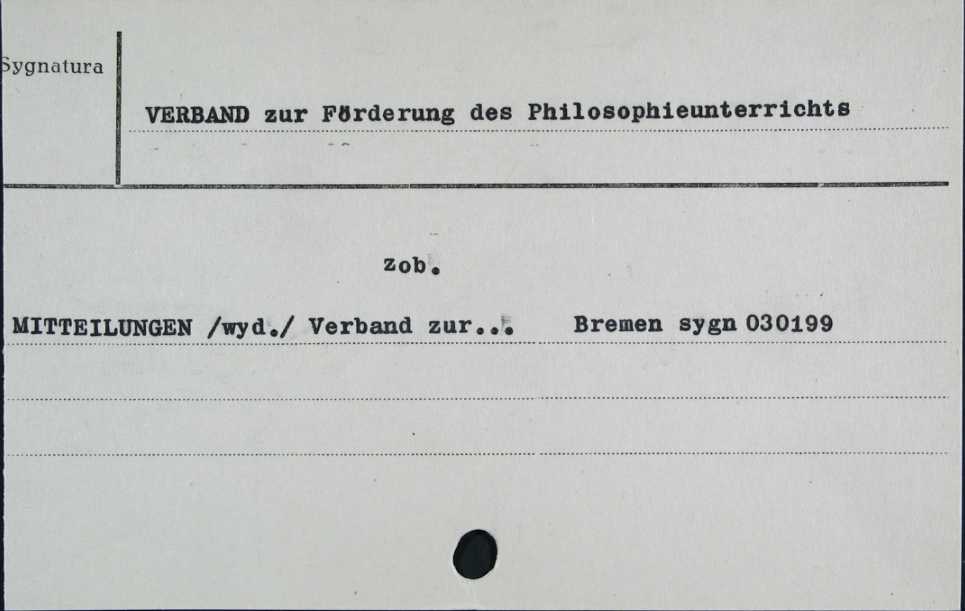 Sygnatura
VERBAND zur Förderung des Philosophieunterrichts
zob.
MITTEILUNGEN /wyd./ Verband zur... Bremen sygn 030199